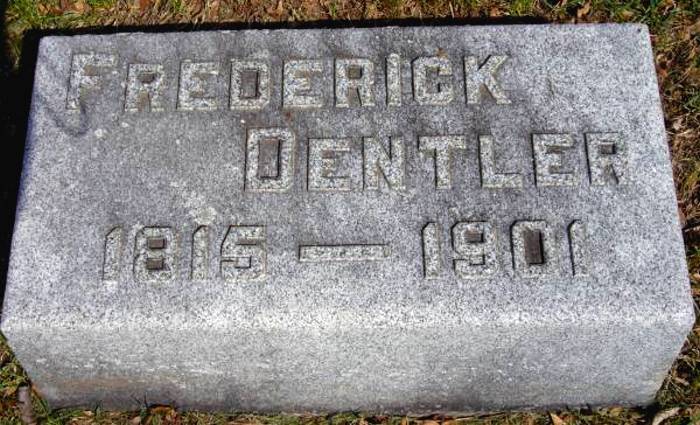 FREDERICK
DENTLER
1815 — 1901